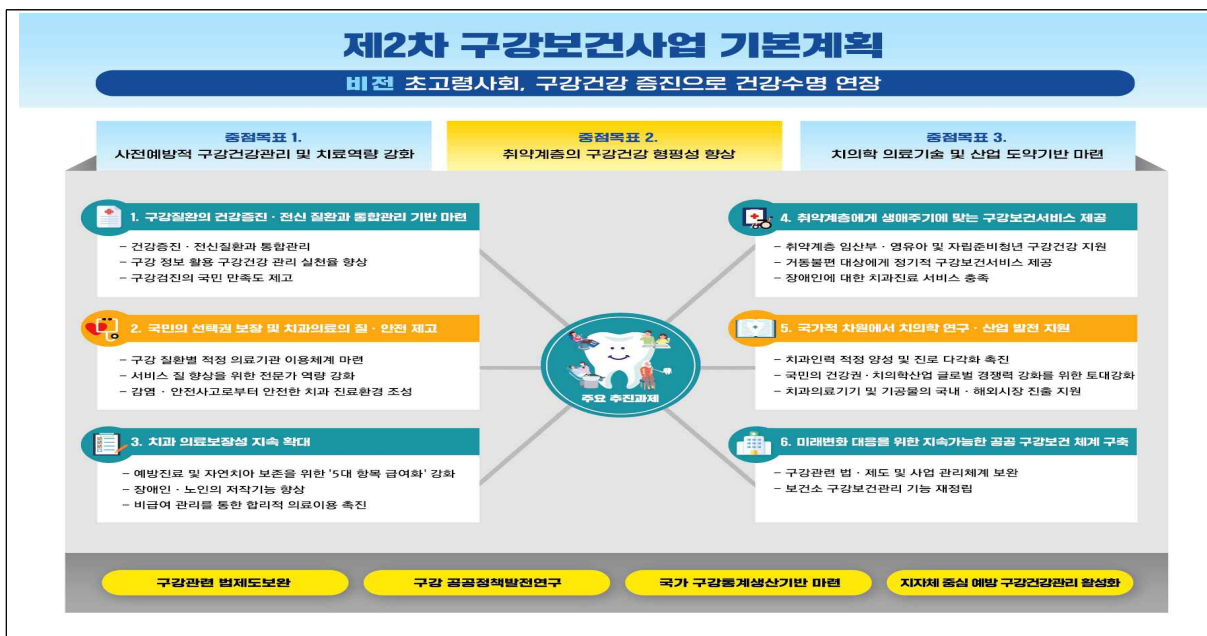 제2차 구강보건사업 기본계획
비전 초고령사회, 구강건강 증진으로 건강수명 연장
중점목표 1.
사전예방적 구강건강관리 및 치료역량 강화
중점목표 2.
취약계층의 구강건강 형평성 향상
중점목표 3.
치의학 의료기술 및 산업 도약기반 마련
1. 구강질환의 건강증진 · 전신 질환과 통합관리 기반 마련
- 건강증진 · 전신질환과 통합관리
- 구강 정보 활용 구강건강 관리 실천율 향상
- 구강검진의 국민 만족도 제고
2. 국민의 선택권 보장 및 치과의료의 질 · 안전 제고
- 구강 질환별 적정 의료기관 이용체계 마련
- 서비스 질 향상을 위한 전문가 역량 강화
- 감염 · 안전사고로부터 안전한 치과 진료환경 조성
3. 치과 의료보장성 지속 확대
- 예방진료 및 자연치아 보존을 위한 '5대 항목 급여화' 강화
- 장애인 · 노인의 저작기능 향상
- 비급여 관리를 통한 합리적 의료이용 촉진
주요 추진과제
4. 취약계층에게 생애주기에 맞는 구강보건서비스 제공
- 취약계층 임산부 · 영유아 및 자립준비청년 구강건강 지원
- 거동불편 대상에게 정기적 구강보건서비스 제공
- 장애인에 대한 치과진료 서비스 충족
5. 국가적 차원에서 치의학 연구 · 산업 발전 지원
- 치과인력 적정 양성 및 진로 다각화 촉진
- 국민의 건강권 · 치의학산업 글로벌 경쟁력 강화를 위한 토대강화
- 치과의료기기 및 기공물의 국내 · 해외시장 진출 지원
6. 미래변화 대응을 위한 지속가능한 공공 구강보건 체계 구축
- 구강관련 법 · 제도 및 사업 관리체계 보완
- 보건소 구강보건관리 기능 재정립
구강관련 법제도보완
구강 공공정책발전연구
국가 구강통계생산기반 마련
지자체 중심 예방 구강건강관리 활성화